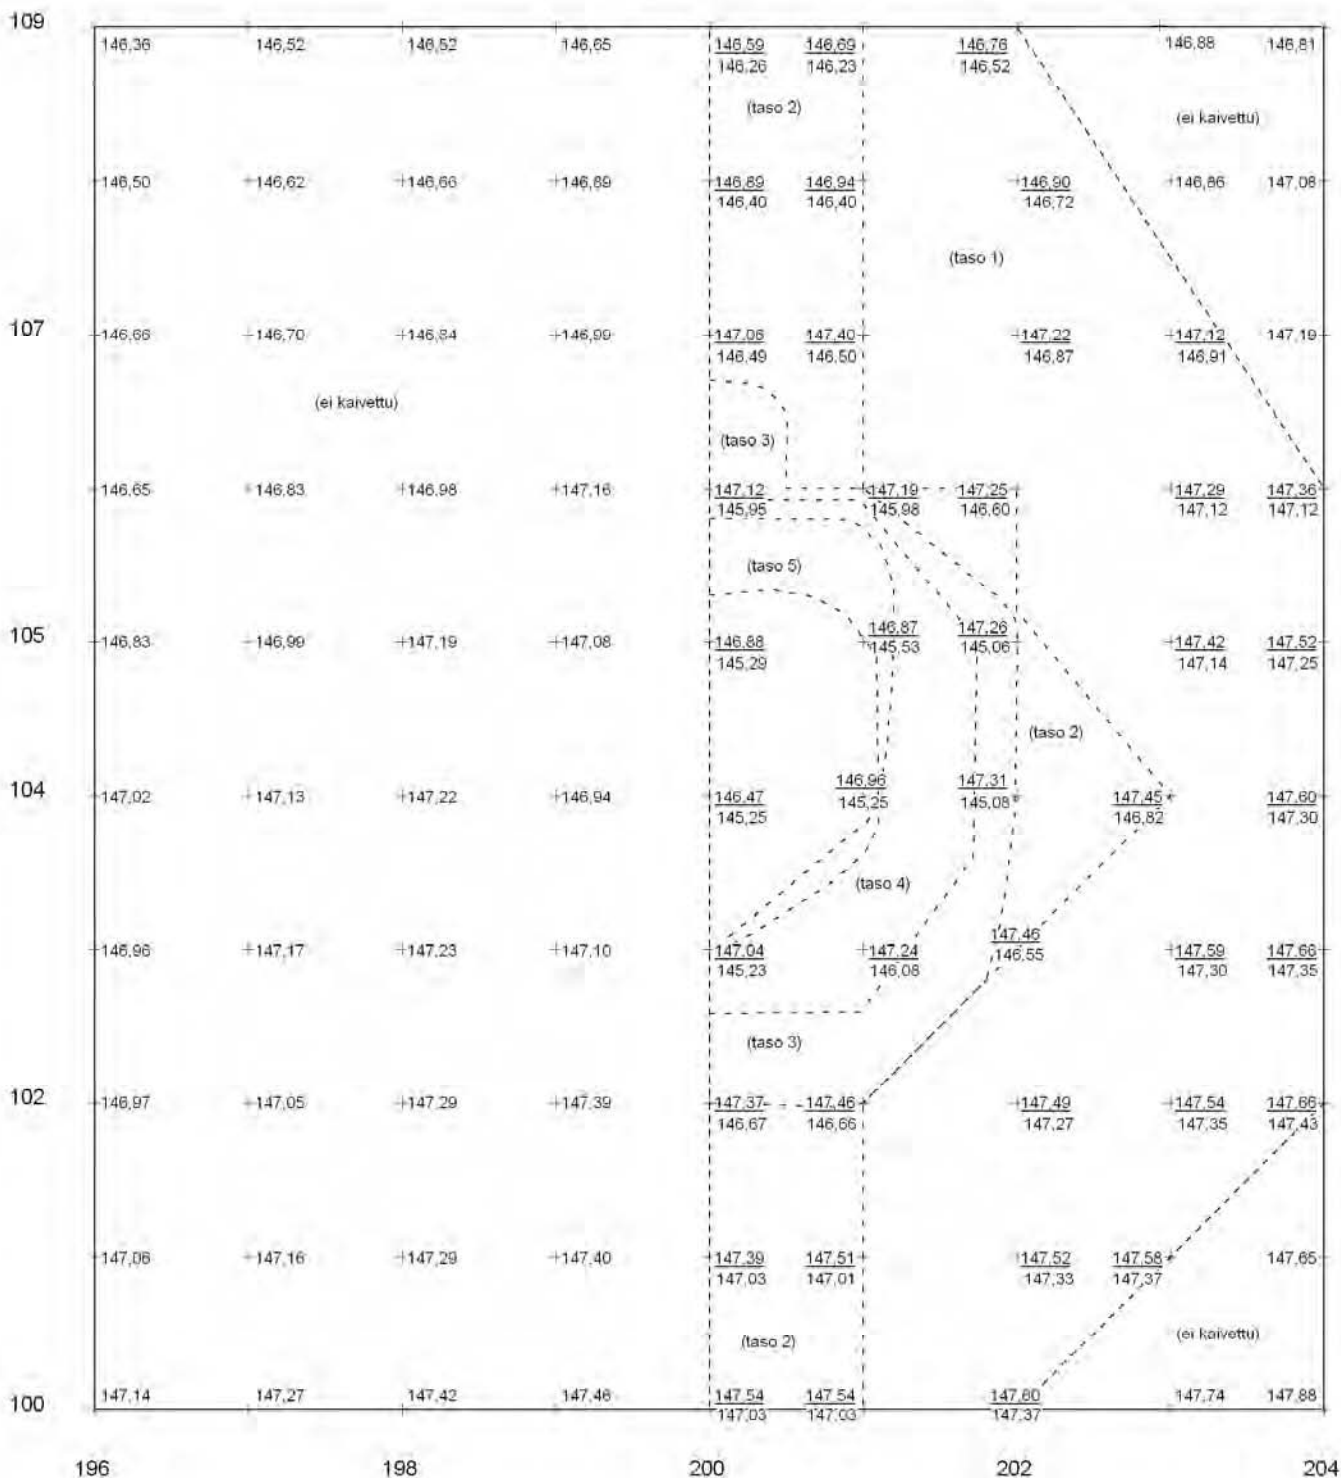 109
146,36 146,52 146,52 146,65 146,59 146,69 146,76 146,88 146,81
146,26 146,23 146,52
(taso 2)
(ei kaivettu)
146,50 146,62 146,66 146,89 146,89 146,94 146,90 146,86 147,08
146,40 146,40 146,72
(taso 1)
107
146,66 146,70 146,84 146,99 147,06 147,40 147,22 147,12 147,19
146,49 146,50 146,87 146,91
(ei kaivettu)
(taso 3)
146,65 146,83 146,98 147,16 147,12 147,19 147,25 147,29 147,36
145,95 145,98 146,60 147,12 147,12
(taso 5)
105
146,83 146,99 147,19 147,08 146,88 146,87 147,26 147,42 147,52
145,29 145,53 145,06 147,14 147,25
(taso 2)
104
147,02 147,13 147,22 146,94 146,47 146,96 147,31 147,45 147,60
145,25 145,25 145,08 146,82 147,30
(taso 4)
146,96 147,17 147,23 147,10 147,04 147,24 147,46 147,59 147,66
145,23 146,08 146,55 147,30 147,35
(taso 3)
102
146,97 147,05 147,29 147,39 147,37 147,46 147,49 147,54 147,66
146,67 146,66 147,27 147,35 147,43
147,06 147,16 147,29 147,40 147,39 147,51 147,52 147,58 147,65
147,03 147,01 147,33 147,37
(taso 2)
(ei kaivettu)
100
147,14 147,27 147,42 147,46 147,54 147,54 147,60 147,74 147,88
147,03 147,03 147,37
196 198 200 202 204